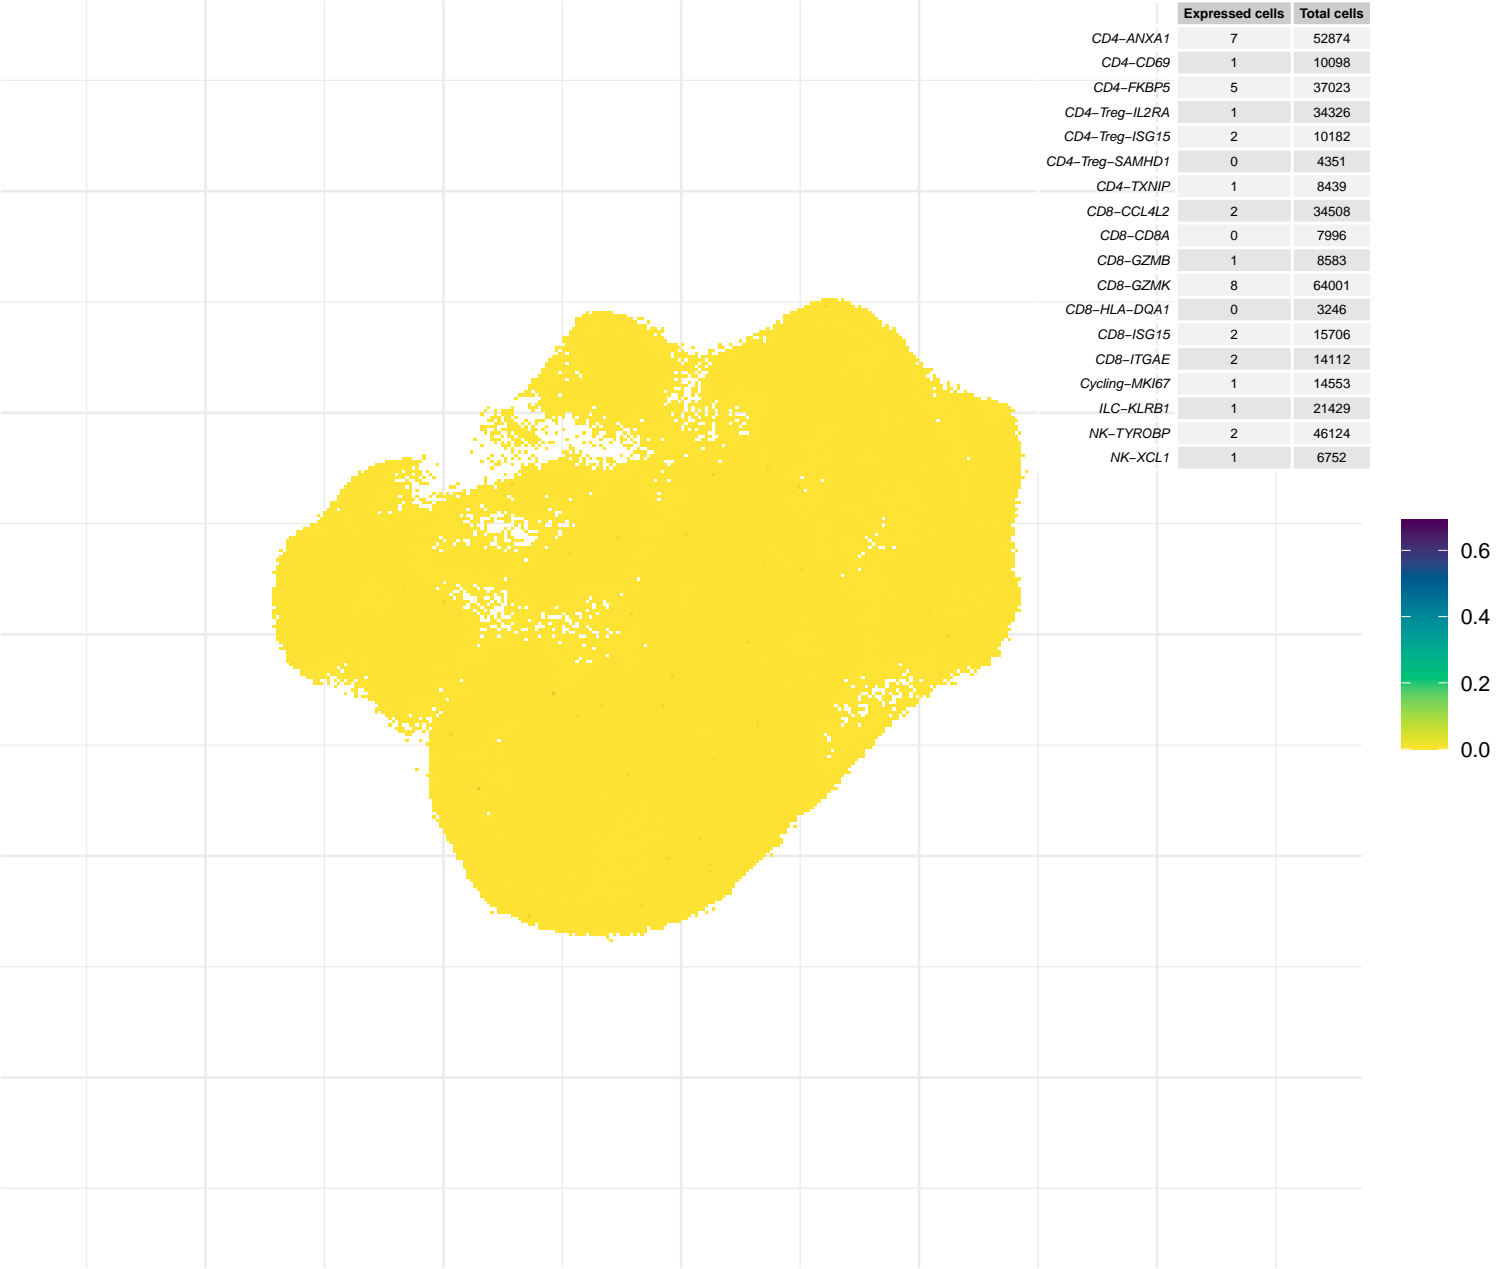 Expressed cells Total cells
CD4−ANXA1 7 52874
CD4−CD69 1 10098
CD4−FKBP5 5 37023
CD4−Treg−IL2RA 1 34326
CD4−Treg−ISG15 2 10182
CD4−Treg−SAMHD1 0 4351
CD4−TXNIP 1 8439
CD8−CCL4L2 2 34508
CD8−CD8A 0 7996
CD8−GZMB 1 8583
CD8−GZMK 8 64001
CD8−HLA−DQA1 0 3246
CD8−ISG15 2 15706
CD8−ITGAE 2 14112
Cycling−MKI67 1 14553
ILC−KLRB1 1 21429
NK−TYROBP 2 46124
NK−XCL1 1 6752
0.6
0.4
0.2
0.0